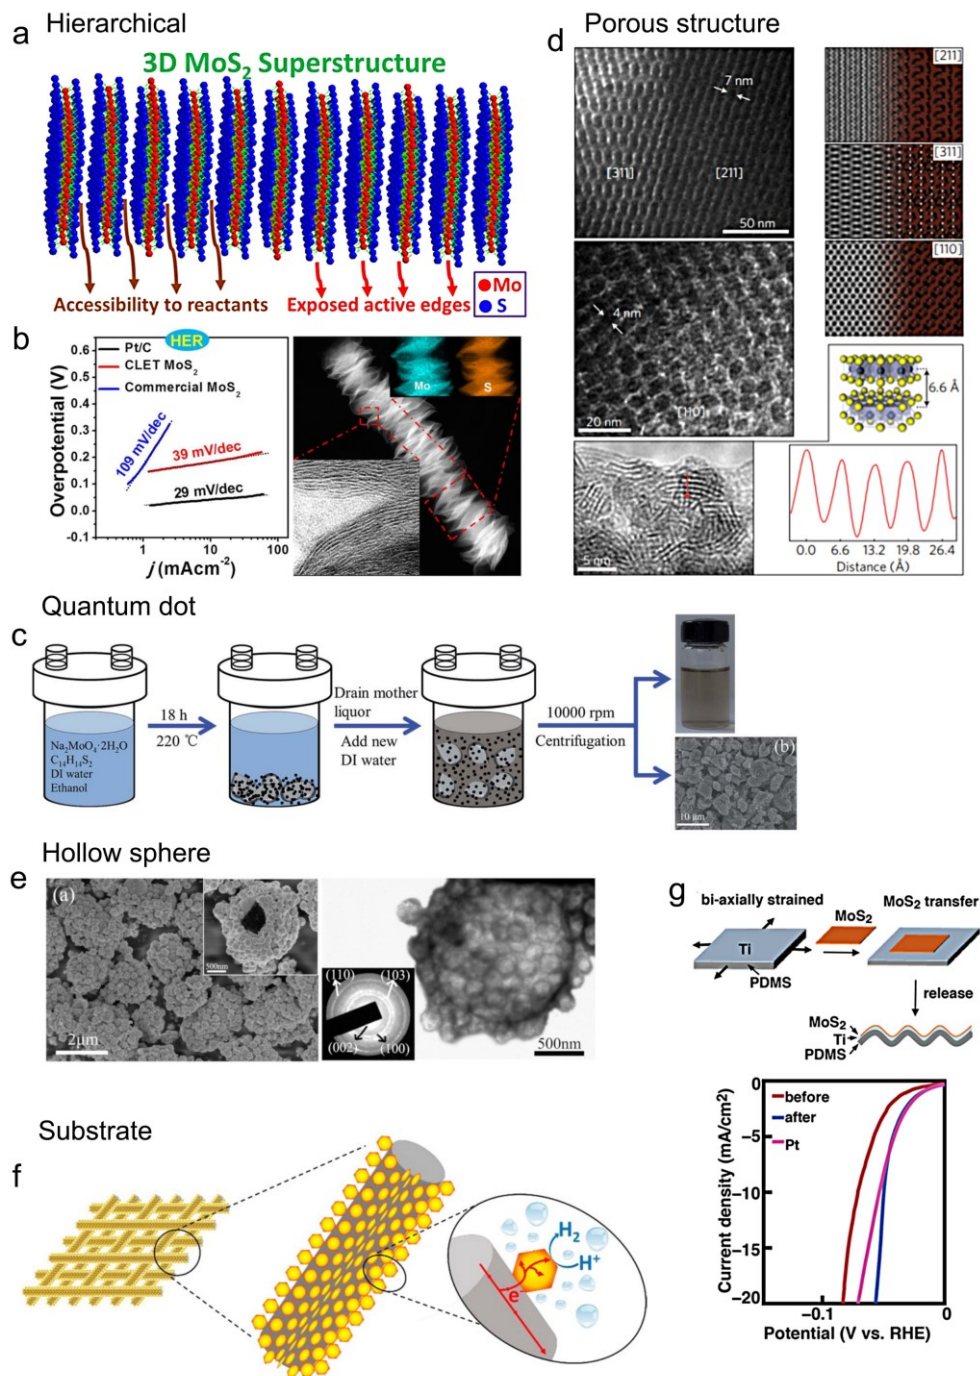 a
Hierarchical
3D MoS₂ Superstructure
Accessibility to reactants
Exposed active edges
Mo
S
b
HER
Pt/C
CLET MoS₂
Commercial MoS₂
109 mV/dec
39 mV/dec
29 mV/dec
Overpotential (V)
0.6
0.5
0.4
0.3
0.2
0.1
0.0
-0.1
1
10
100
j (mAcm⁻²)
Mo
S
Porous structure
d
7 nm
[311]
[211]
50 nm
[211]
[311]
[110]
4 nm
[110]
20 nm
6.6 Å
5 nm
0.0 6.6 13.2 19.8 26.4
Distance (Å)
Quantum dot
c
Na₂MoO₄·2H₂O
C₁₄H₁₄S₂
DI water
Ethanol
18 h
220 ℃
Drain mother
liquor
Add new
DI water
10000 rpm
Centrifugation
(b)
10 μm
Hollow sphere
e
(a)
500nm
2μm
(110)
(103)
(002)
(100)
500nm
g
bi-axially strained
MoS₂
MoS₂ transfer
Ti
PDMS
release
MoS₂
Ti
PDMS
before
after
Pt
Current density (mA/cm²)
0
−5
−10
−15
−20
−0.1
0
Potential (V vs. RHE)
Substrate
f
H₂
H⁺
e⁻